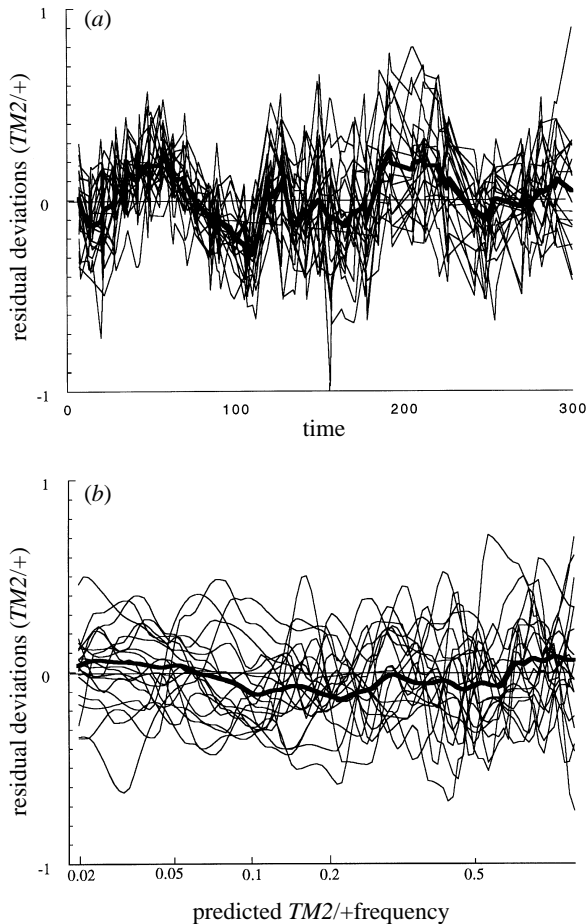 1
(a)
residual deviations (TM2/+)
0
-1
0
100
200
300
time
1
(b)
residual deviations (TM2/+)
0
-1
0.02
0.05
0.1
0.2
0.5
predicted TM2/+frequency